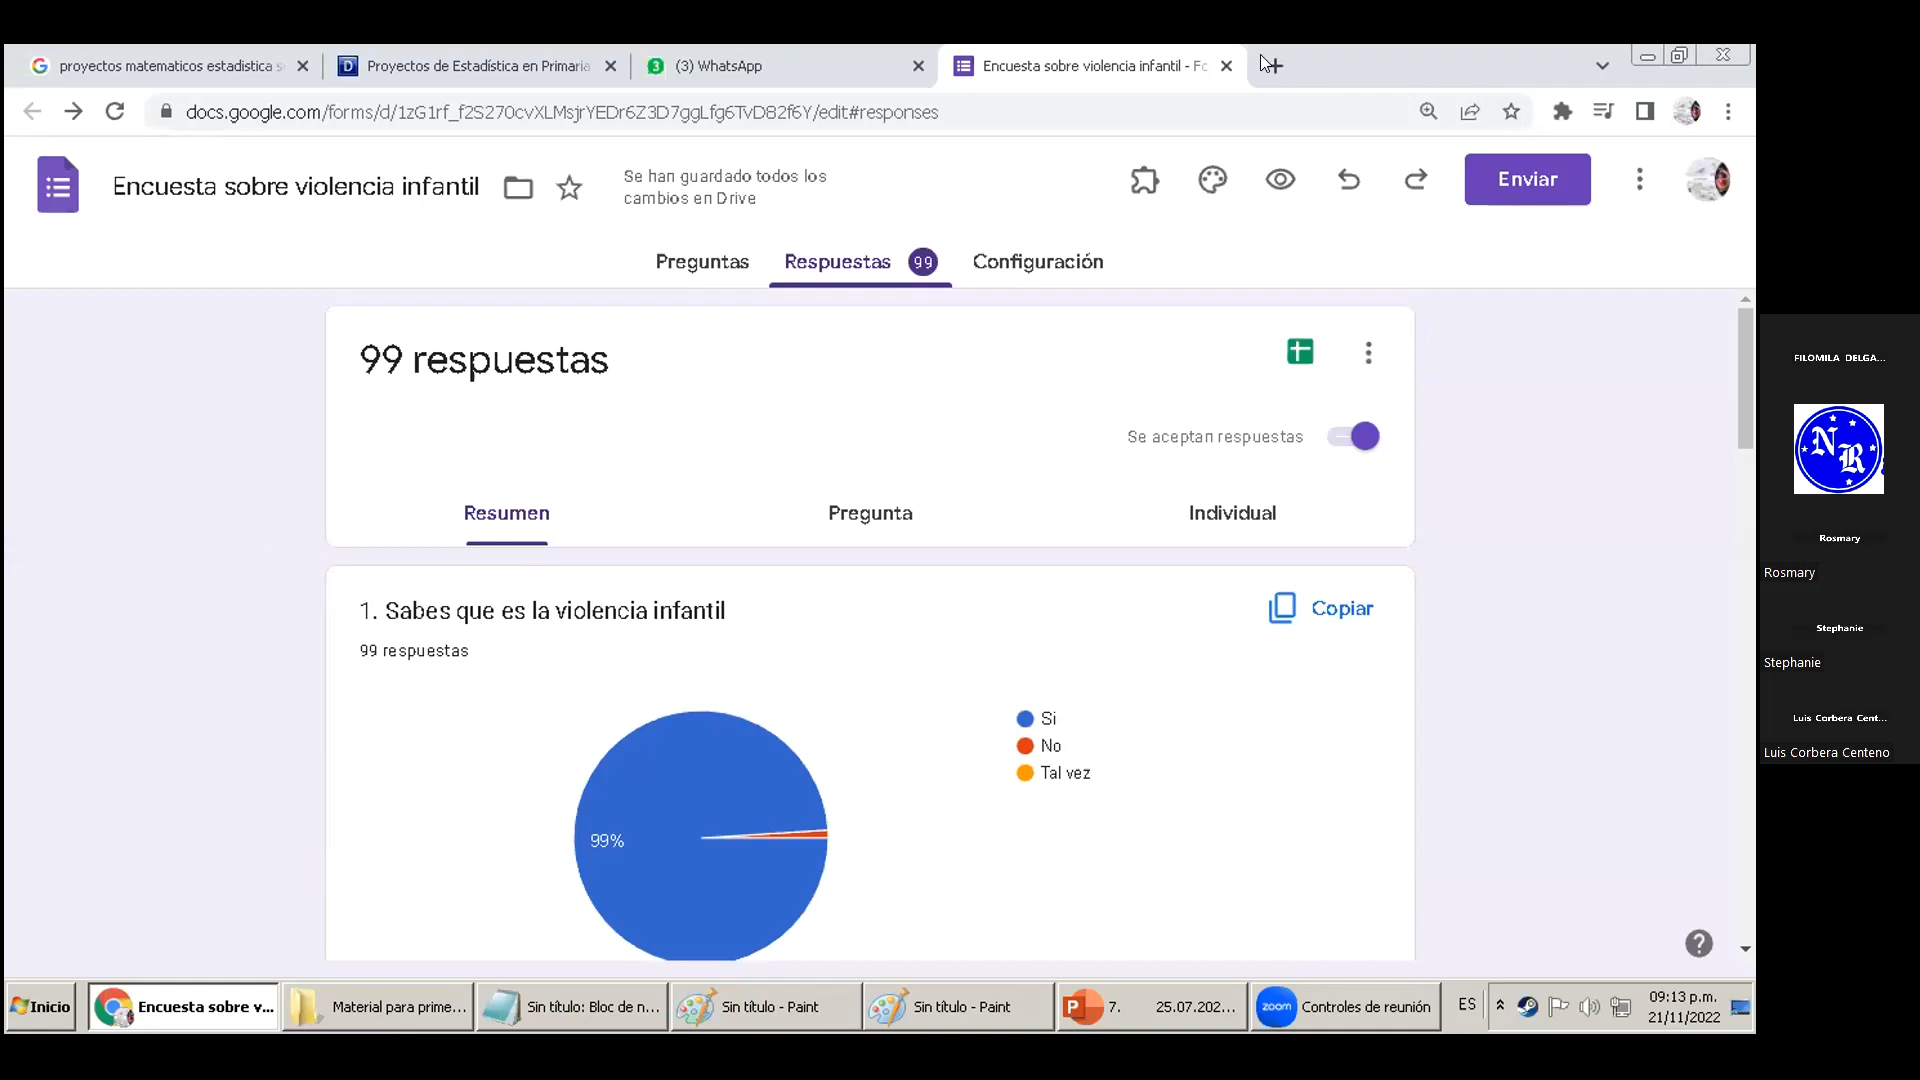 proyectos matematicos estadistica s
Proyectos de Estadística en Primaria
(3) WhatsApp
Encuesta sobre violencia infantil - Fo
docs.google.com/forms/d/1zG1rf_f2S270cvXLMsjrYEDr6Z3D7ggLfg6TvD82f6Y/edit#responses
Encuesta sobre violencia infantil
Se han guardado todos los
cambios en Drive
Enviar
Preguntas
Respuestas 99
Configuración
99 respuestas
Se aceptan respuestas
Resumen
Pregunta
Individual
1. Sabes que es la violencia infantil
Copiar
99 respuestas
Si
No
Tal vez
99%
FILOMILA DELGA...
NR
Rosmary
Rosmary
Stephanie
Stephanie
Luis Corbera Cent...
Luis Corbera Centeno
Inicio
Encuesta sobre v...
Material para prime...
Sin título: Bloc de n...
Sin título - Paint
Sin título - Paint
7. 25.07.202...
zoom
Controles de reunión
ES
09:13 p.m.
21/11/2022